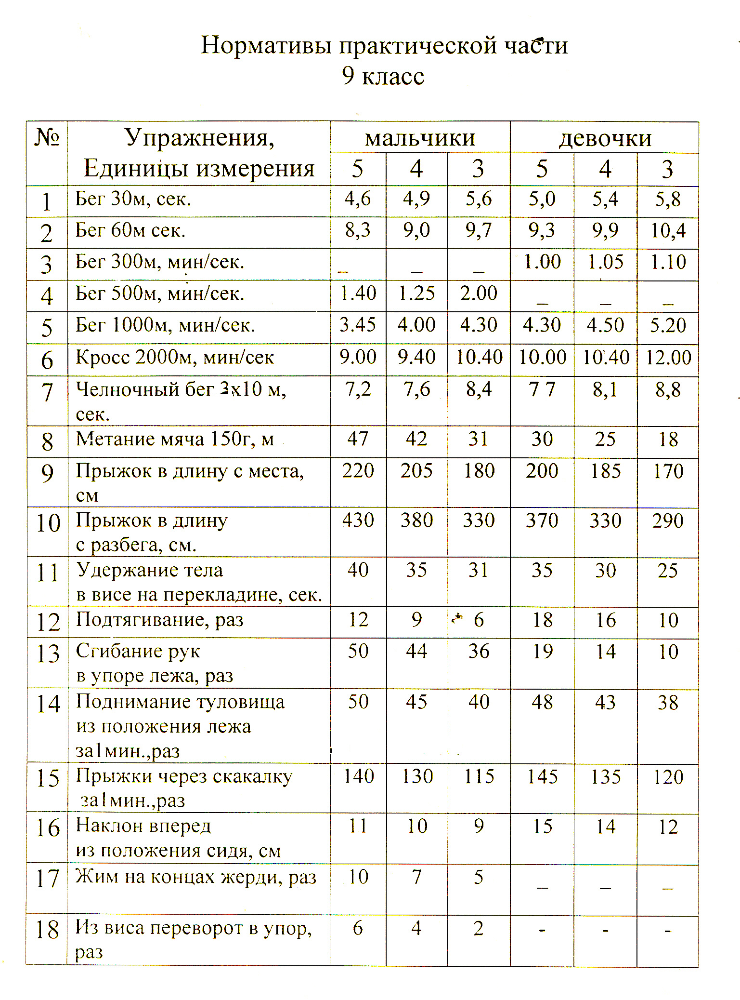 Нормативы практической части
9 класс
№ Упражнения, мальчики девочки
Единицы измерения 5 4 3 5 4 3
1 Бег 30м, сек. 4,6 4,9 5,6 5,0 5,4 5,8
2 Бег 60м сек. 8,3 9,0 9,7 9,3 9,9 10,4
3 Бег 300м, мин/сек. _ _ _ 1.00 1.05 1.10
4 Бег 500м, мин/сек. 1.40 1.25 2.00 _ _ _
5 Бег 1000м, мин/сек. 3.45 4.00 4.30 4.30 4.50 5.20
6 Кросс 2000м, мин/сек 9.00 9.40 10.40 10.00 10.40 12.00
7 Челночный бег 3х10 м, 7,2 7,6 8,4 7 7 8,1 8,8
сек.
8 Метание мяча 150г, м 47 42 31 30 25 18
9 Прыжок в длину с места, 220 205 180 200 185 170
см
10 Прыжок в длину 430 380 330 370 330 290
с разбега, см.
11 Удержание тела 40 35 31 35 30 25
в висе на перекладине, сек.
12 Подтягивание, раз 12 9 6 18 16 10
13 Сгибание рук 50 44 36 19 14 10
в упоре лежа, раз
14 Поднимание туловища 50 45 40 48 43 38
из положения лежа
за1мин.,раз
15 Прыжки через скакалку 140 130 115 145 135 120
за1мин.,раз
16 Наклон вперед 11 10 9 15 14 12
из положения сидя, см
17 Жим на концах жерди, раз 10 7 5 _ _ _
18 Из виса переворот в упор, 6 4 2 - - -
раз